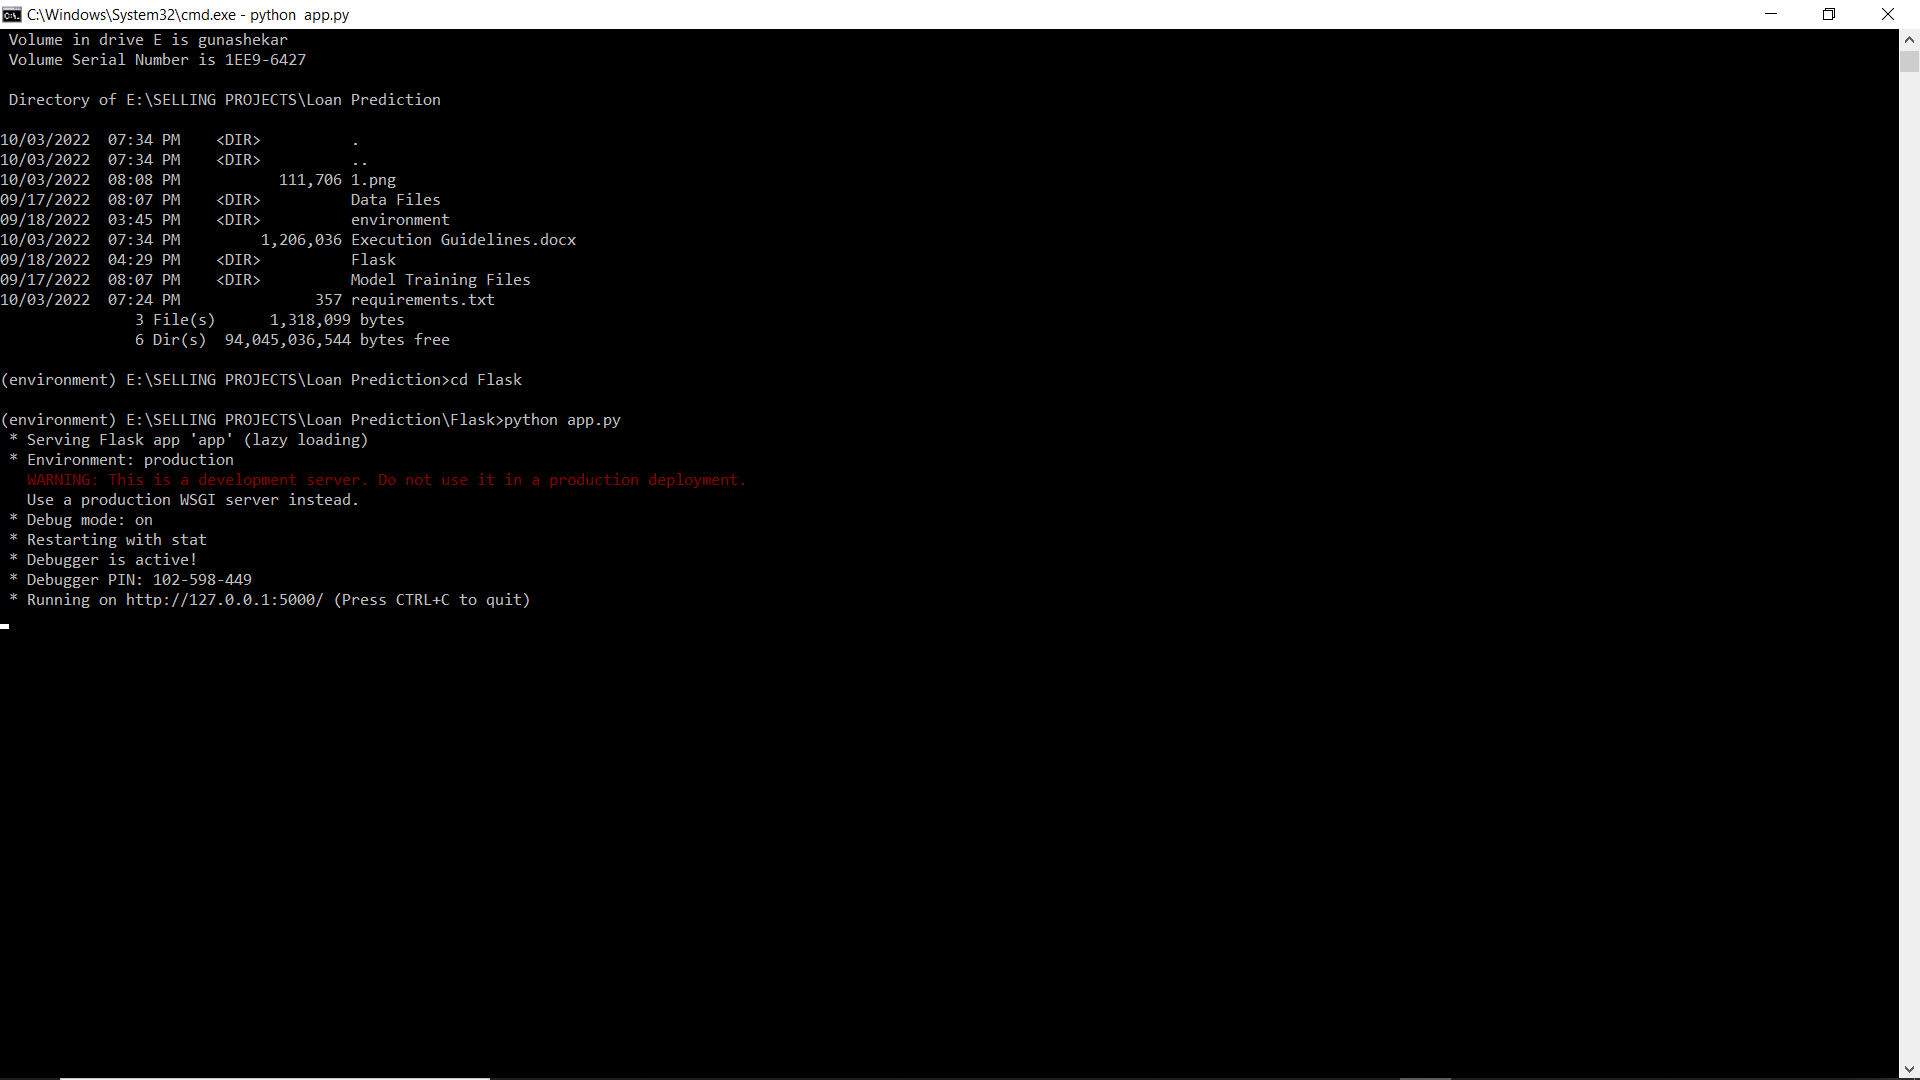 C:\Windows\System32\cmd.exe - python  app.py
 Volume in drive E is gunashekar
 Volume Serial Number is 1EE9-6427

 Directory of E:\SELLING PROJECTS\Loan Prediction

10/03/2022  07:34 PM    <DIR>          .
10/03/2022  07:34 PM    <DIR>          ..
10/03/2022  08:08 PM           111,706 1.png
09/17/2022  08:07 PM    <DIR>          Data Files
09/18/2022  03:45 PM    <DIR>          environment
10/03/2022  07:34 PM         1,206,036 Execution Guidelines.docx
09/18/2022  04:29 PM    <DIR>          Flask
09/17/2022  08:07 PM    <DIR>          Model Training Files
10/03/2022  07:24 PM               357 requirements.txt
               3 File(s)      1,318,099 bytes
               6 Dir(s)  94,045,036,544 bytes free

(environment) E:\SELLING PROJECTS\Loan Prediction>cd Flask

(environment) E:\SELLING PROJECTS\Loan Prediction\Flask>python app.py
 * Serving Flask app 'app' (lazy loading)
 * Environment: production
   WARNING: This is a development server. Do not use it in a production deployment.
   Use a production WSGI server instead.
 * Debug mode: on
 * Restarting with stat
 * Debugger is active!
 * Debugger PIN: 102-598-449
 * Running on http://127.0.0.1:5000/ (Press CTRL+C to quit)